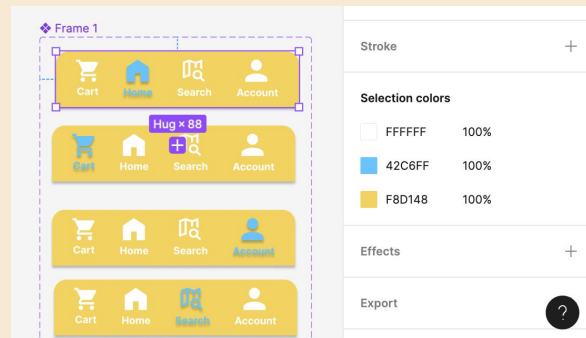 Frame 1
Cart Home Search Account
Hug × 88
Cart Home Search Account
Cart Home Search Account
Cart Home Search Account
Stroke
Selection colors
FFFFFF 100%
42C6FF 100%
F8D148 100%
Effects
Export
?